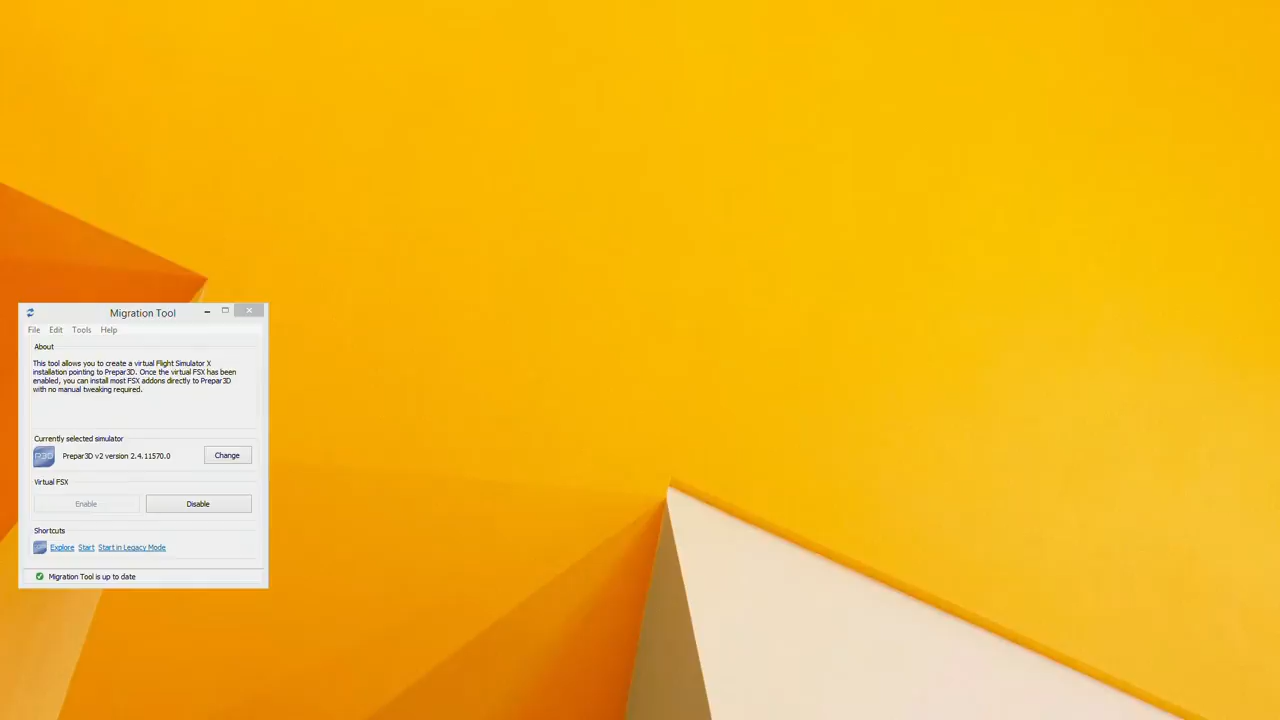 Migration Tool
File Edit Tools Help
About
This tool allows you to create a virtual Flight Simulator X
installation pointing to Prepar3D. Once the virtual FSX has been
enabled, you can install most FSX addons directly to Prepar3D
with no manual tweaking required.
Currently selected simulator
P3D Prepar3D v2 version 2.4.11570.0 Change
Virtual FSX
Enable Disable
Shortcuts
Explore Start Start in Legacy Mode
Migration Tool is up to date